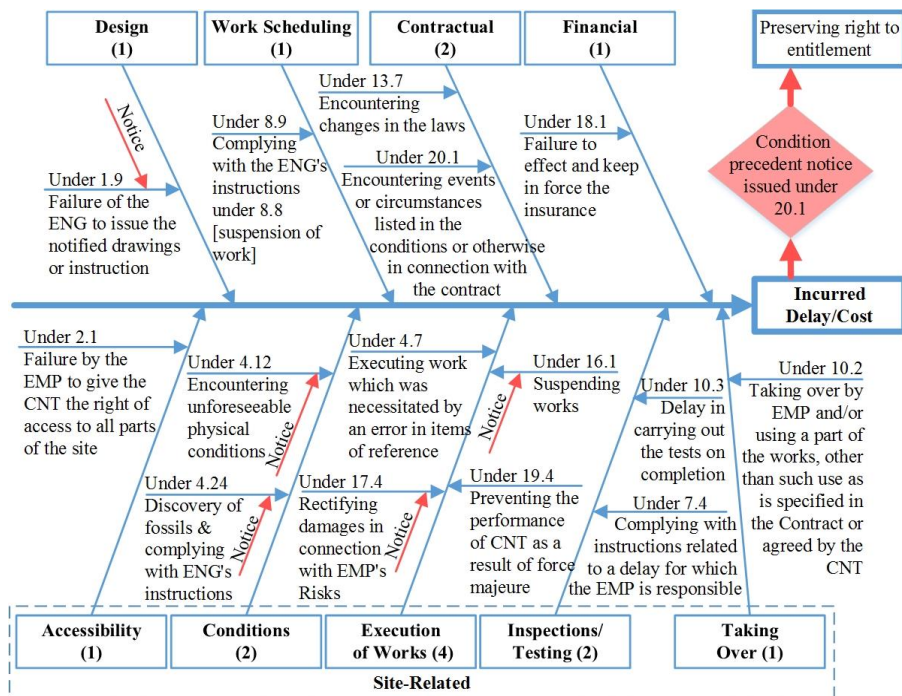 Design
(1)
Work Scheduling
(1)
Contractual
(2)
Financial
(1)
Preserving right to
entitlement
Notice
Under 1.9
Failure of the
ENG to issue the
notified drawings
or instruction
Under 8.9
Complying with
the ENG's
instructions
under 8.8
[suspension of
work]
Under 13.7
Encountering
changes in the laws
Under 20.1
Encountering events
or circumstances
listed in the
conditions or otherwise
in connection with
the contract
Under 18.1
Failure to
effect and keep
in force the
insurance
Condition
precedent notice
issued under
20.1
Incurred
Delay/Cost
Under 2.1
Failure by the
EMP to give the
CNT the right of
access to all parts
of the site
Under 4.12
Encountering
unforeseeable
physical
conditions
Notice
Under 4.24
Discovery of
fossils &
complying
with ENG's
instructions
Notice
Under 4.7
Executing work
which was
necessitated by
an error in items
of reference
Under 16.1
Suspending
works
Notice
Under 17.4
Rectifying
damages in
connection
with EMP's
Risks
Notice
Under 19.4
Preventing the
performance
of CNT as a
result of force
majeure
Under 10.3
Delay in
carrying out
the tests on
completion
Under 7.4
Complying with
instructions related
to a delay for which
the EMP is responsible
Under 10.2
Taking over by
EMP and/or
using a part of
the works, other
than such use as
is specified
in the
Contract or
agreed by the
CNT
Accessibility
(1)
Conditions
(2)
Execution
of Works (4)
Inspections/
Testing (2)
Taking
Over (1)
Site-Related